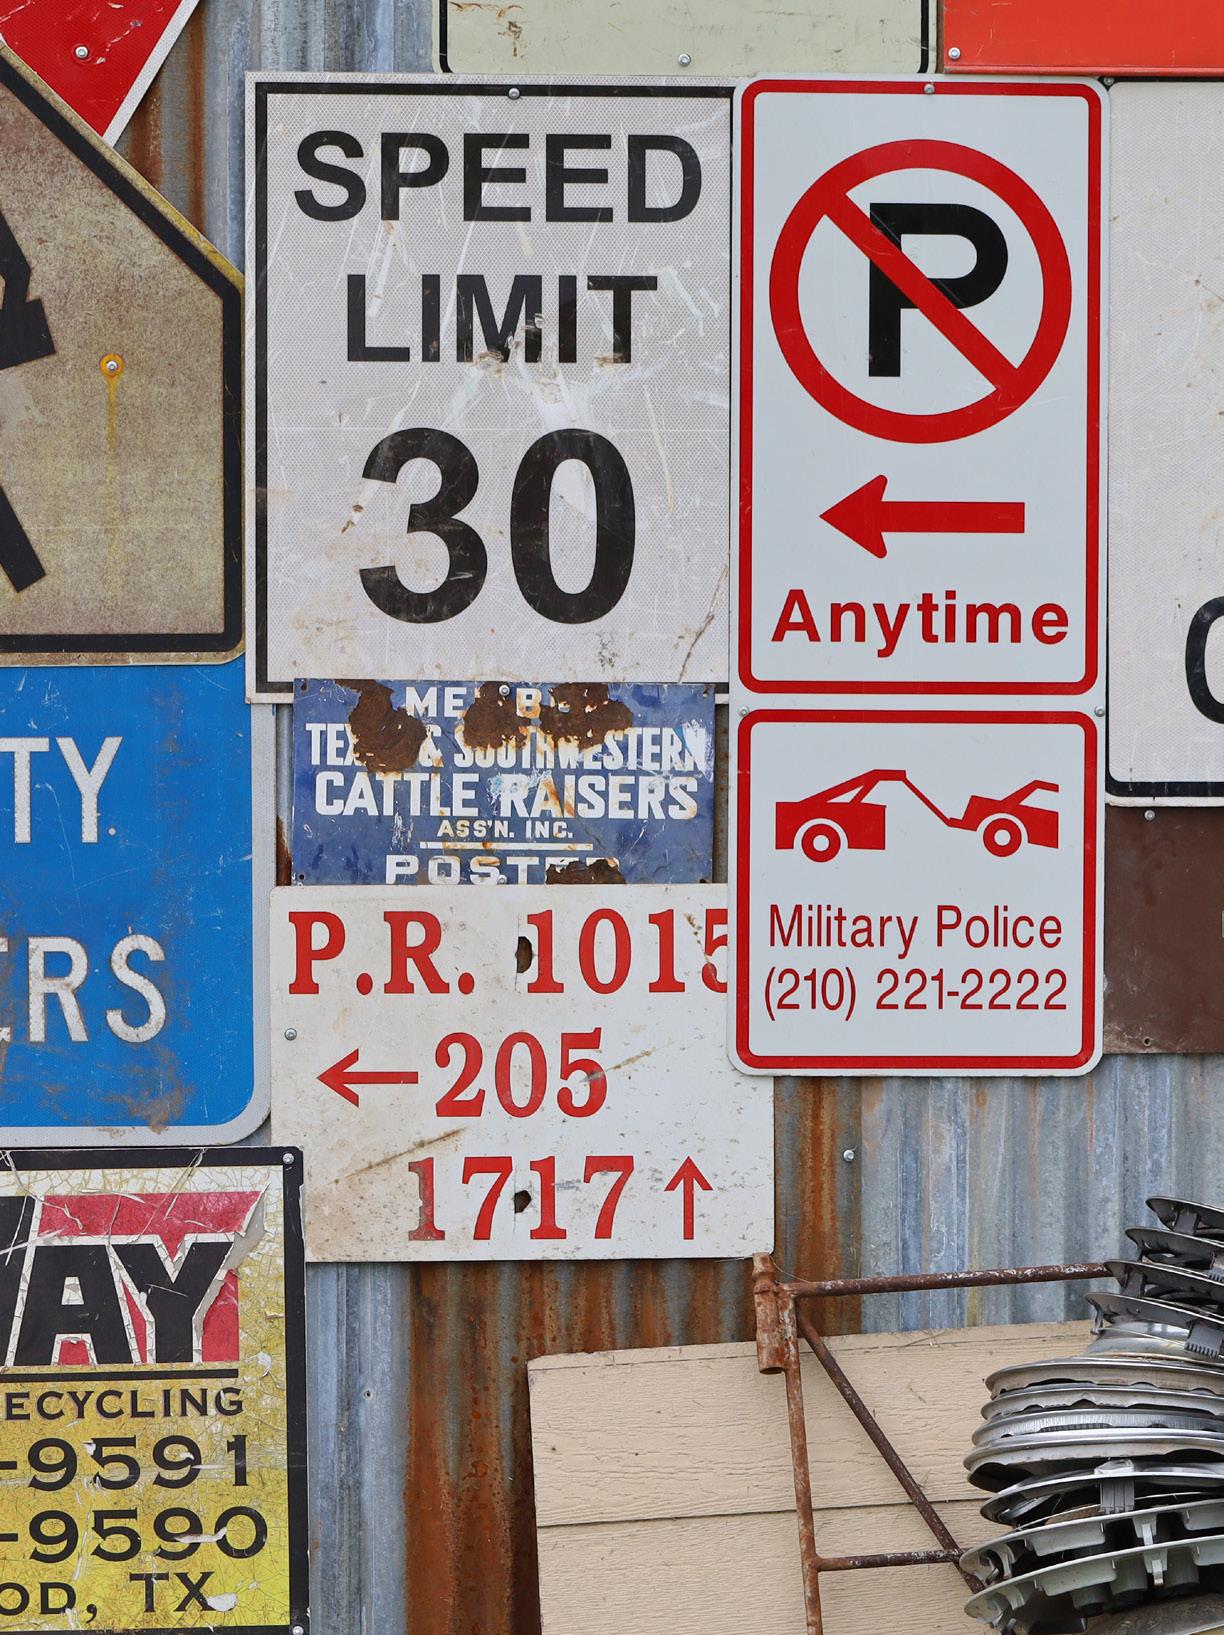 SPEED
LIMIT
30
P
Anytime
CATTLE RAISERS
ASS'N. INC.
Military Police
(210) 221-2222
P.R. 1015
←205
1717↑
TY
ERS
AY
ECYCLING
-9591
-9590
OD, TX